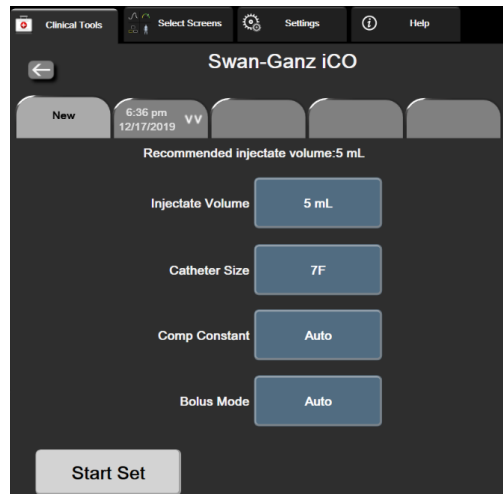 Clinical Tools Select Screens Settings Help
Swan-Ganz iCO
New
6:36 pm
12/17/2019
Recommended injectate volume:5 mL
Injectate Volume 5 mL
Catheter Size 7F
Comp Constant Auto
Bolus Mode Auto
Start Set